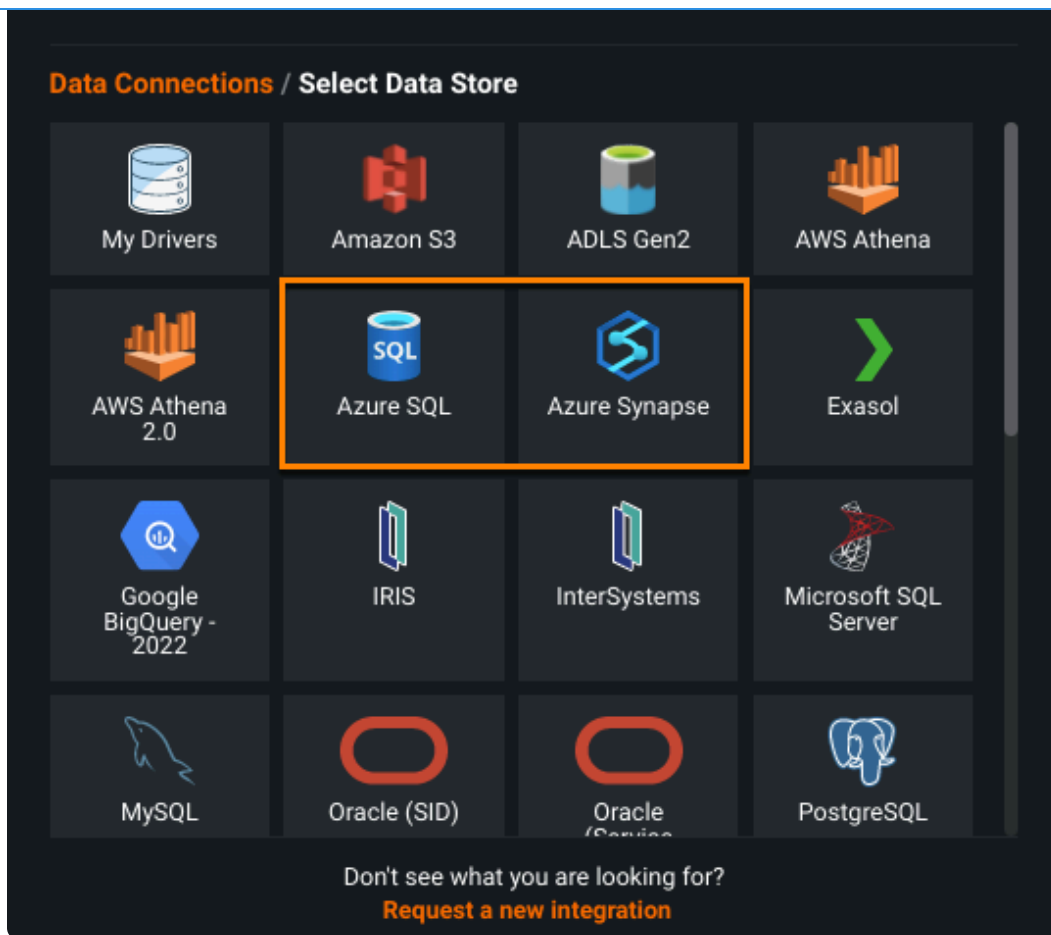 Data Connections / Select Data Store
My Drivers
Amazon S3
ADLS Gen2
AWS Athena
AWS Athena
2.0
SQL
Azure SQL
Azure Synapse
Exasol
Google
BigQuery -
2022
IRIS
InterSystems
Microsoft SQL
Server
MySQL
Oracle (SID)
Oracle
PostgreSQL
Don't see what you are looking for?
Request a new integration